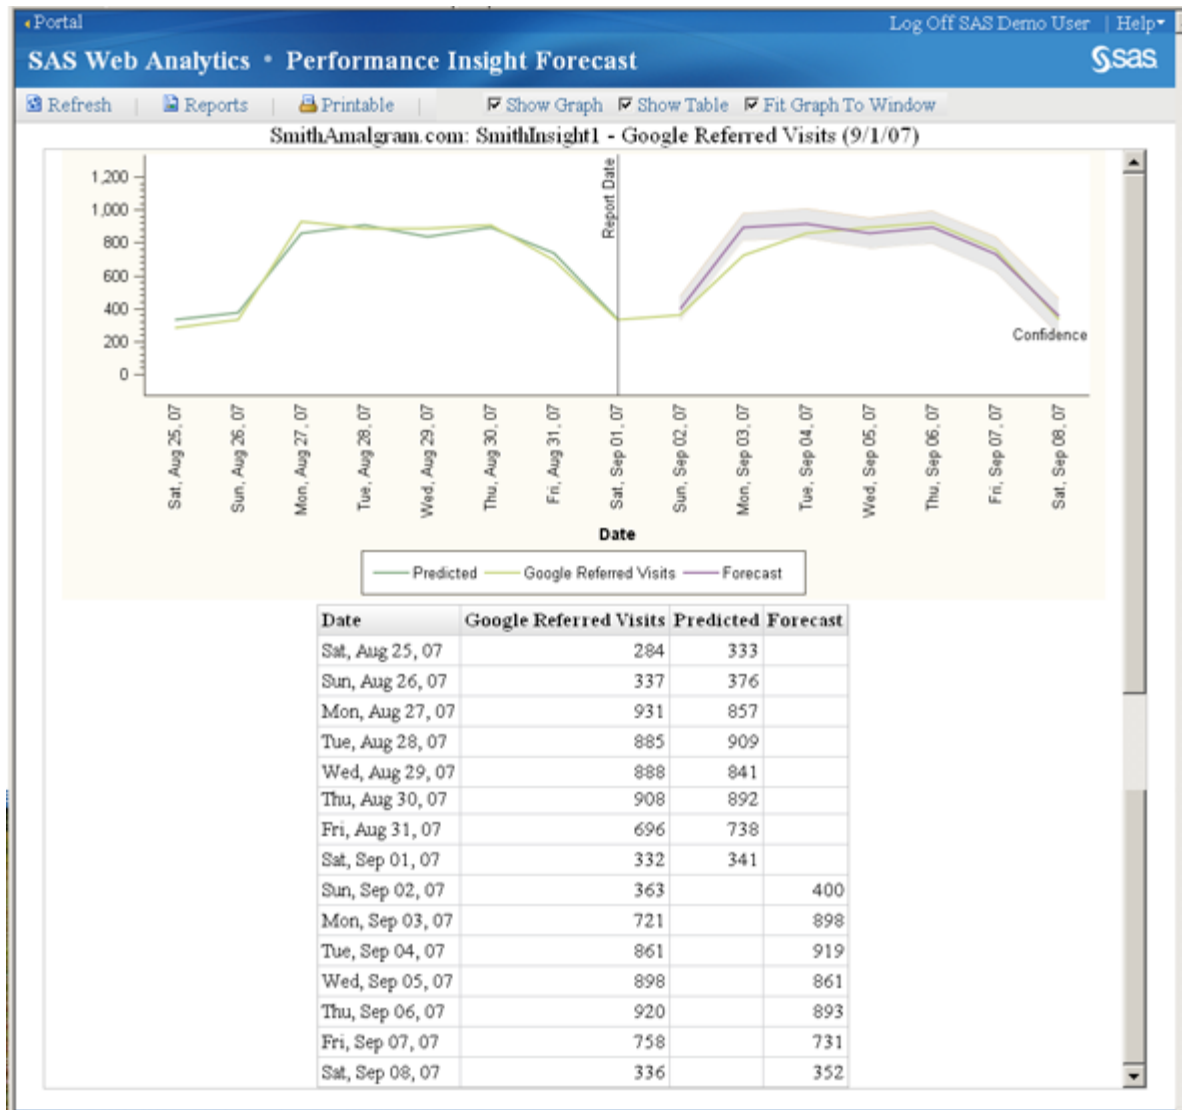 Portal Log Off SAS Demo User | Help
SAS Web Analytics • Performance Insight Forecast sas
Refresh | Reports | Printable | Show Graph Show Table Fit Graph To Window
SmithAmalgram.com: SmithInsight1 - Google Referred Visits (9/1/07)
1,200
1,000
800
600
400
200
0
Report Date
Confidence
Sat, Aug 25, 07
Sun, Aug 26, 07
Mon, Aug 27, 07
Tue, Aug 28, 07
Wed, Aug 29, 07
Thu, Aug 30, 07
Fri, Aug 31, 07
Sat, Sep 01, 07
Sun, Sep 02, 07
Mon, Sep 03, 07
Tue, Sep 04, 07
Wed, Sep 05, 07
Thu, Sep 06, 07
Fri, Sep 07, 07
Sat, Sep 08, 07
Date
Predicted Google Referred Visits Forecast
Date Google Referred Visits Predicted Forecast
Sat, Aug 25, 07 284 333
Sun, Aug 26, 07 337 376
Mon, Aug 27, 07 931 857
Tue, Aug 28, 07 885 909
Wed, Aug 29, 07 888 841
Thu, Aug 30, 07 908 892
Fri, Aug 31, 07 696 738
Sat, Sep 01, 07 332 341
Sun, Sep 02, 07 363 400
Mon, Sep 03, 07 721 898
Tue, Sep 04, 07 861 919
Wed, Sep 05, 07 898 861
Thu, Sep 06, 07 920 893
Fri, Sep 07, 07 758 731
Sat, Sep 08, 07 336 352